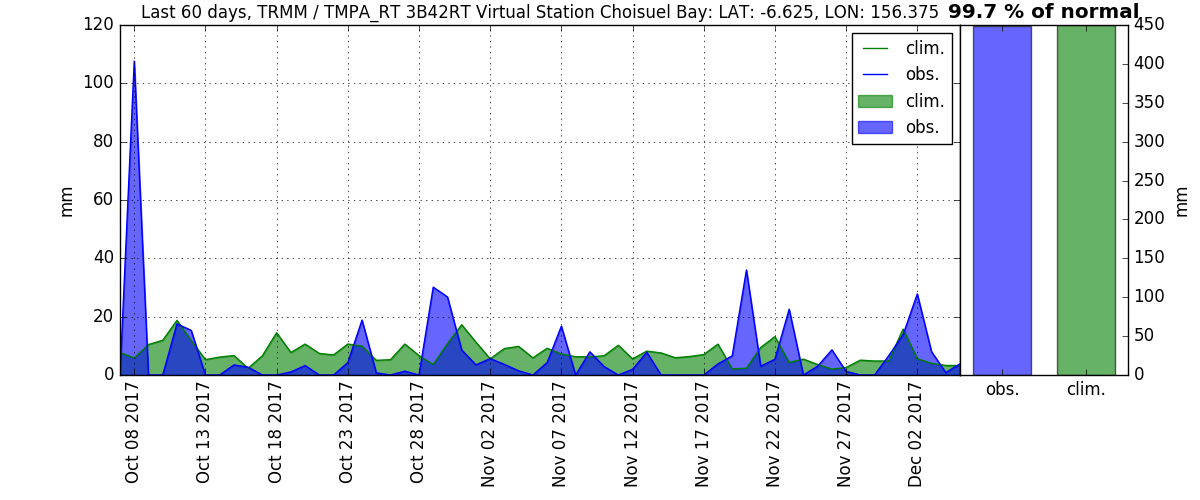 Last 60 days, TRMM / TMPA_RT 3B42RT Virtual Station Choisuel Bay: LAT: -6.625, LON: 156.375 99.7 % of normal
120
100
80
60
40
20
0
mm
clim.
obs.
clim.
obs.
450
400
350
300
250
200
150
100
50
0
mm
Oct 08 2017
Oct 13 2017
Oct 18 2017
Oct 23 2017
Oct 28 2017
Nov 02 2017
Nov 07 2017
Nov 12 2017
Nov 17 2017
Nov 22 2017
Nov 27 2017
Dec 02 2017
obs.
clim.